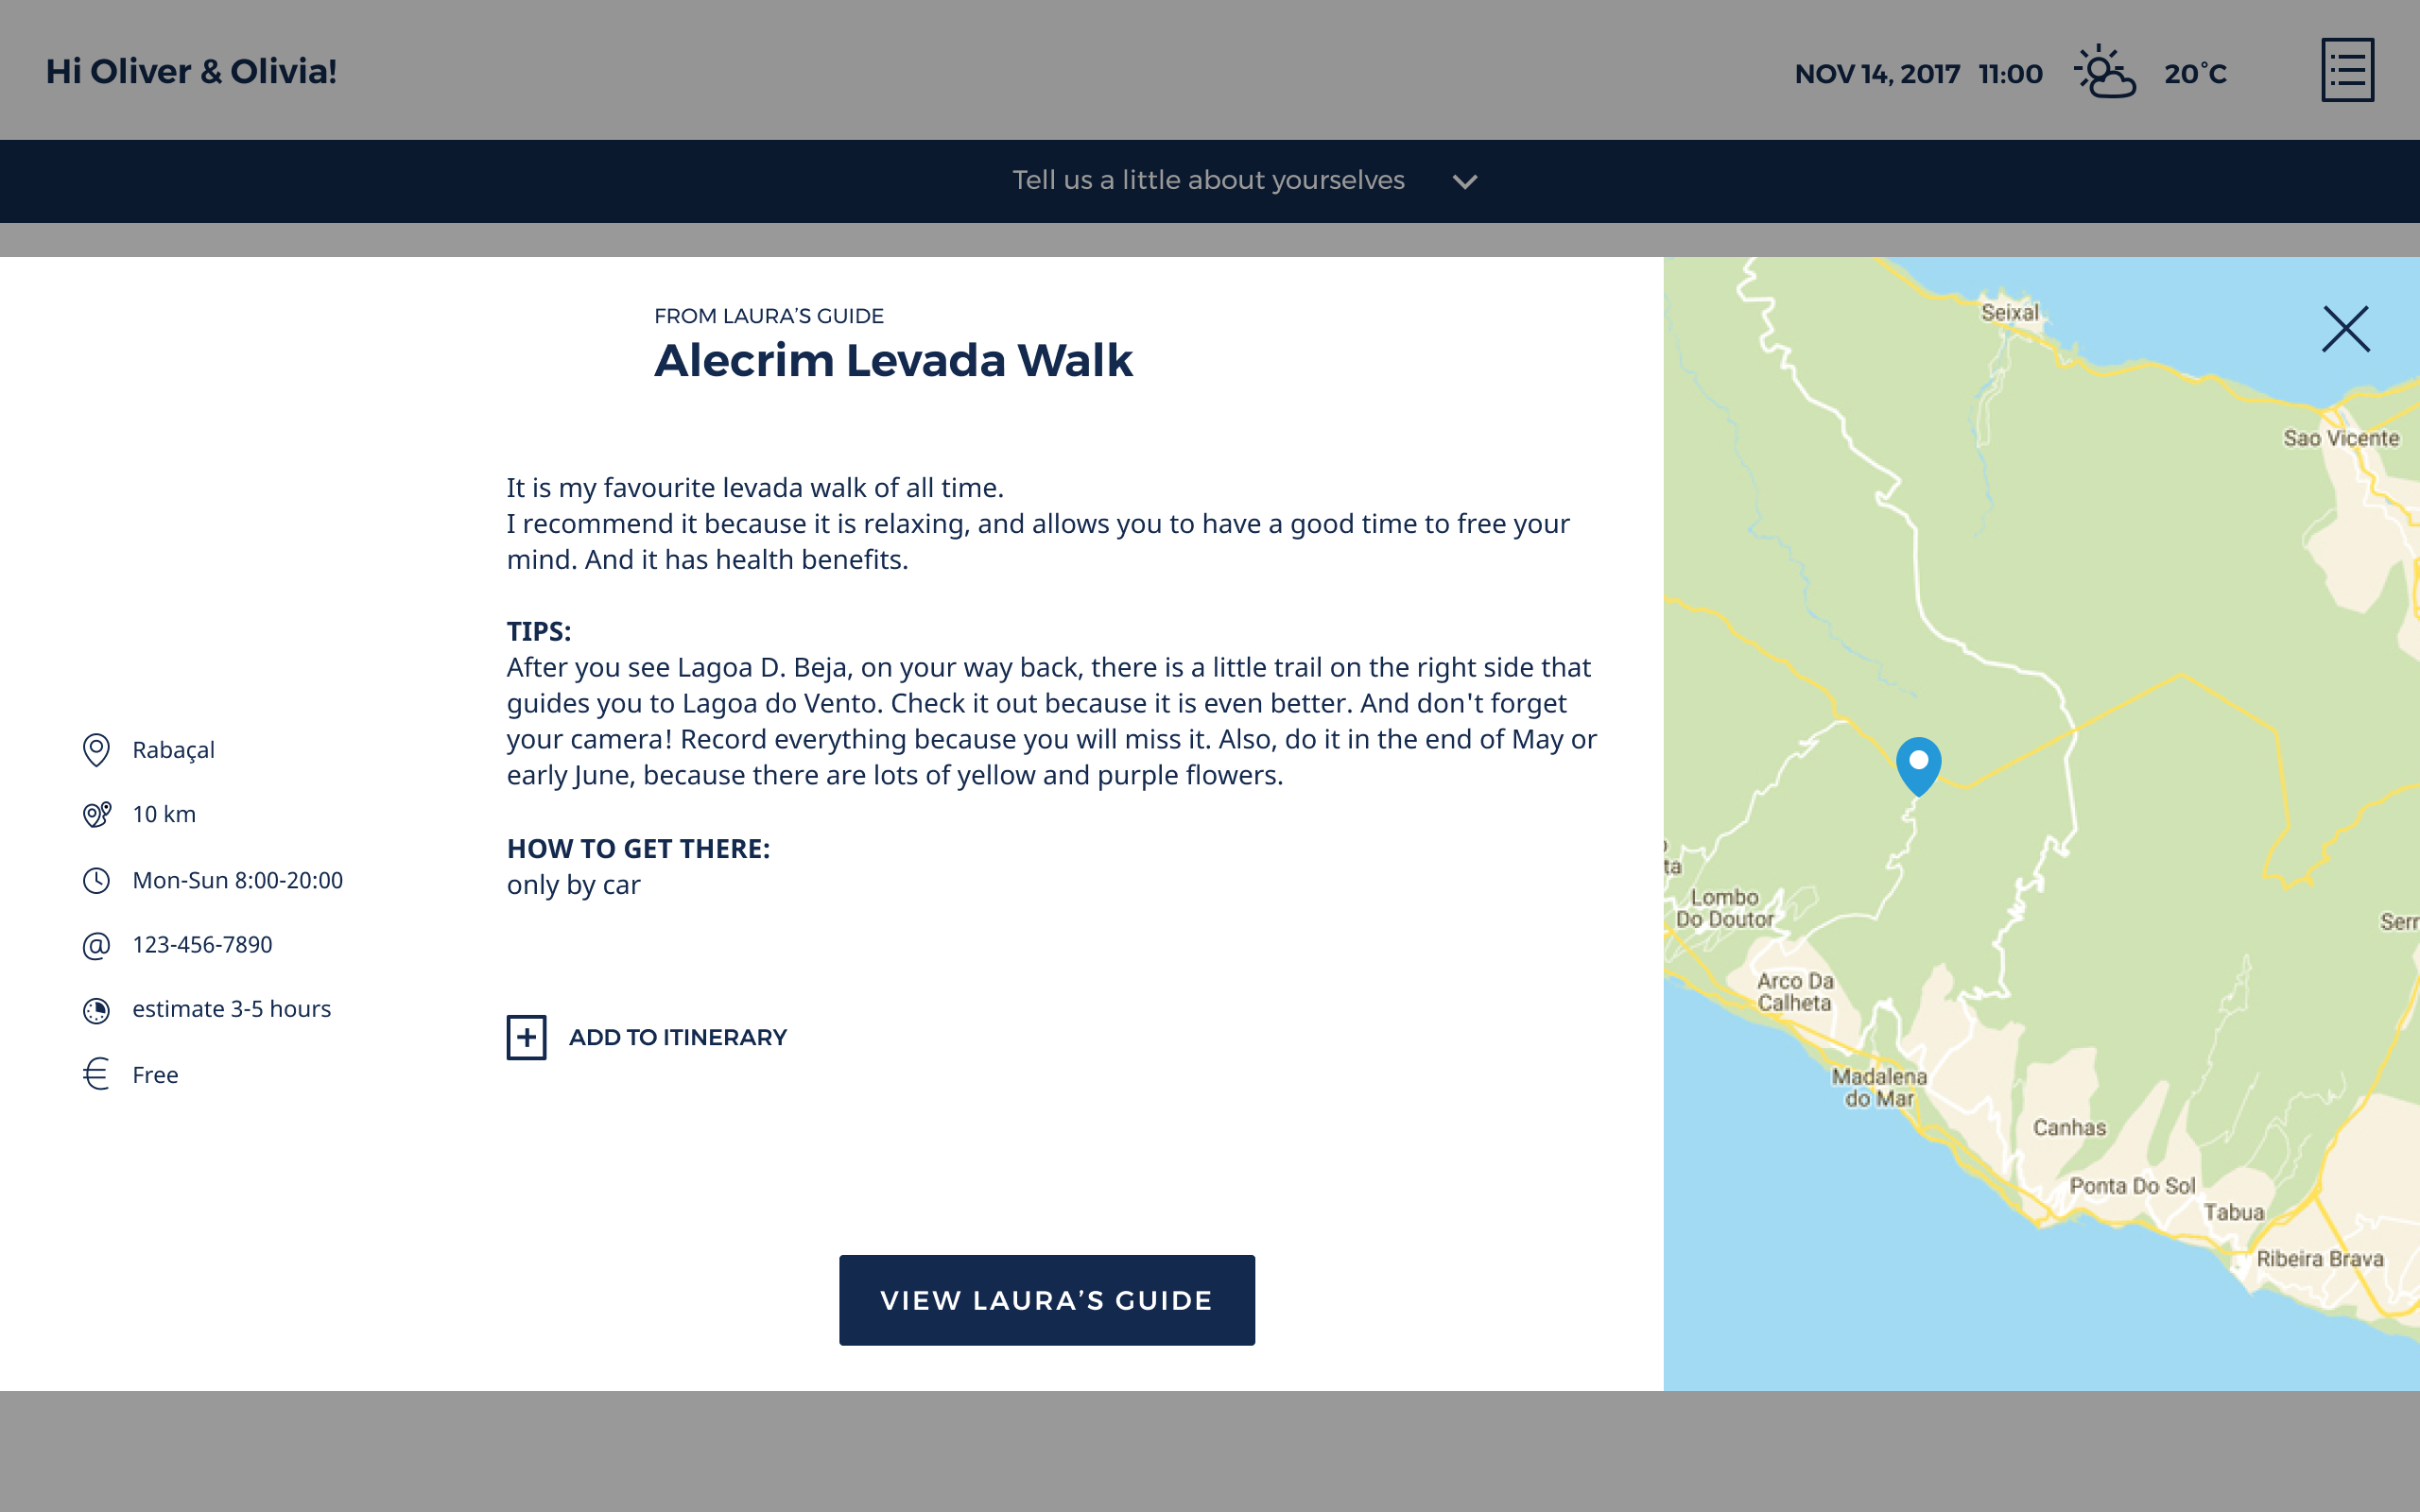 Hi Oliver & Olivia!
NOV 14, 2017 11:00 20°C
Tell us a little about yourselves
FROM LAURA’S GUIDE
Alecrim Levada Walk
It is my favourite levada walk of all time.
I recommend it because it is relaxing, and allows you to have a good time to free your
mind. And it has health benefits.
TIPS:
After you see Lagoa D. Beja, on your way back, there is a little trail on the right side that
guides you to Lagoa do Vento. Check it out because it is even better. And don't forget
your camera! Record everything because you will miss it. Also, do it in the end of May or
early June, because there are lots of yellow and purple flowers.
HOW TO GET THERE:
only by car
ADD TO ITINERARY
Rabaçal
10 km
Mon-Sun 8:00-20:00
@ 123-456-7890
estimate 3-5 hours
€ Free
VIEW LAURA’S GUIDE
Seixal
Sao Vicente
ta
Lombo
Do Doutor
Serr
Arco Da
Calheta
Madalena
do Mar
Canhas
Ponta Do Sol
Tabua
Ribeira Brava